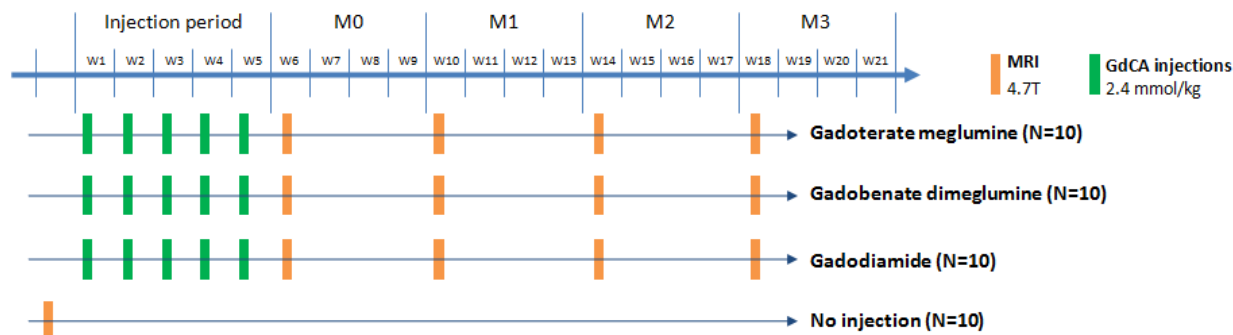 Injection period M0 M1 M2 M3
W1 W2 W3 W4 W5 W6 W7 W8 W9 W10 W11 W12 W13 W14 W15 W16 W17 W18 W19 W20 W21
MRI
4.7T
GdCA injections
2.4 mmol/kg
Gadoterate meglumine (N=10)
Gadobenate dimeglumine (N=10)
Gadodiamide (N=10)
No injection (N=10)